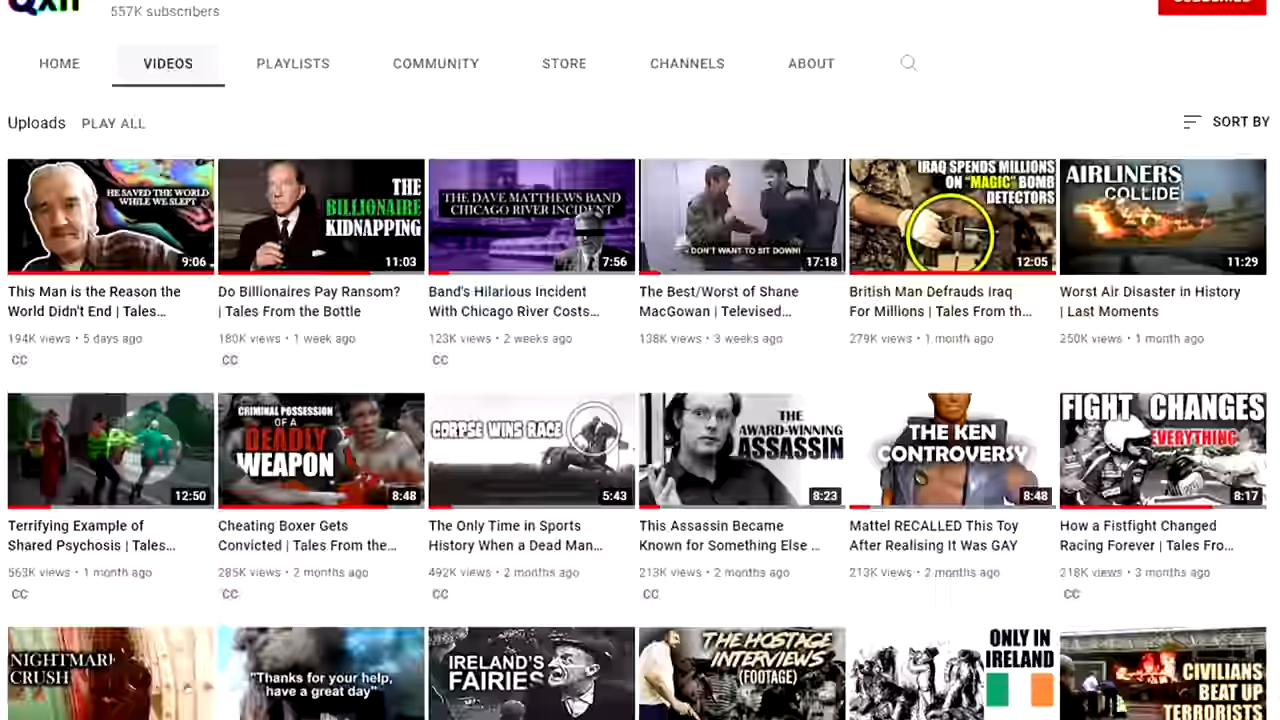 Qxir
557K subscribers
SUBSCRIBED
HOME VIDEOS PLAYLISTS COMMUNITY STORE CHANNELS ABOUT
Uploads PLAY ALL SORT BY
HE SAVED THE WORLD
WHILE WE SLEPT
9:06
THE
BILLIONAIRE
KIDNAPPING
11:03
THE DAVE MATTHEWS BAND
CHICAGO RIVER INCIDENT
7:56
I DON'T WANT TO SIT DOWN!
17:18
IRAQ SPENDS MILLIONS
ON "MAGIC" BOMB
DETECTORS
12:05
AIRLINERS
COLLIDE
11:29
This Man is the Reason the
World Didn't End | Tales...
194K views • 5 days ago
CC
Do Billionaires Pay Ransom?
| Tales From the Bottle
180K views • 1 week ago
CC
Band's Hilarious Incident
With Chicago River Costs...
123K views • 2 weeks ago
CC
The Best/Worst of Shane
MacGowan | Televised...
138K views • 3 weeks ago
British Man Defrauds Iraq
For Millions | Tales From th...
279K views • 1 month ago
Worst Air Disaster in History
| Last Moments
250K views • 1 month ago
12:50
CRIMINAL POSSESSION
OF A
DEADLY
WEAPON
8:48
CORPSE WINS RACE
5:43
THE
AWARD-WINNING
ASSASSIN
8:23
THE KEN
CONTROVERSY
8:48
FIGHT CHANGES
EVERYTHING
8:17
Terrifying Example of
Shared Psychosis | Tales...
563K views • 1 month ago
CC
Cheating Boxer Gets
Convicted | Tales From the...
285K views • 2 months ago
CC
The Only Time in Sports
History When a Dead Man...
492K views • 2 months ago
CC
This Assassin Became
Known for Something Else ...
213K views • 2 months ago
CC
Mattel RECALLED This Toy
After Realising It Was GAY
213K views • 2 months ago
How a Fistfight Changed
Racing Forever | Tales Fro...
218K views • 3 months ago
CC
NIGHTMARE
CRUSH
"Thanks for your help,
have a great day"
IRELAND'S
FAIRIES
THE HOSTAGE
INTERVIEWS
(FOOTAGE)
ONLY IN
IRELAND
CIVILIANS
BEAT UP
TERRORISTS